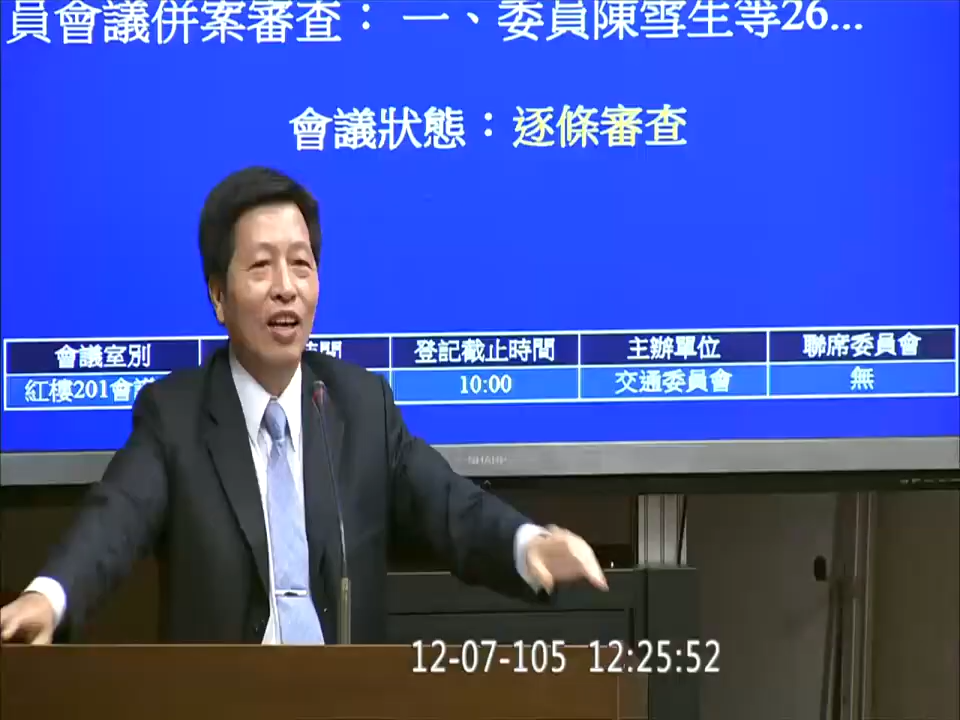 員會議併案審查： 一、委員陳雪生等26...
會議狀態：逐條審查
會議室別 時間 登記截止時間 主辦單位 聯席委員會
紅樓201會議 10:00 交通委員會 無
SHARP
12-07-105 12:25:52